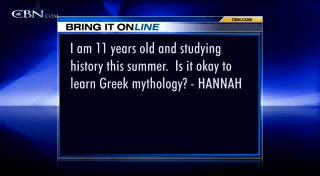 CBN.COM
CBN.COM
BRING IT ONLINE
I am 11 years old and studying
history this summer. Is it okay to
learn Greek mythology? - HANNAH